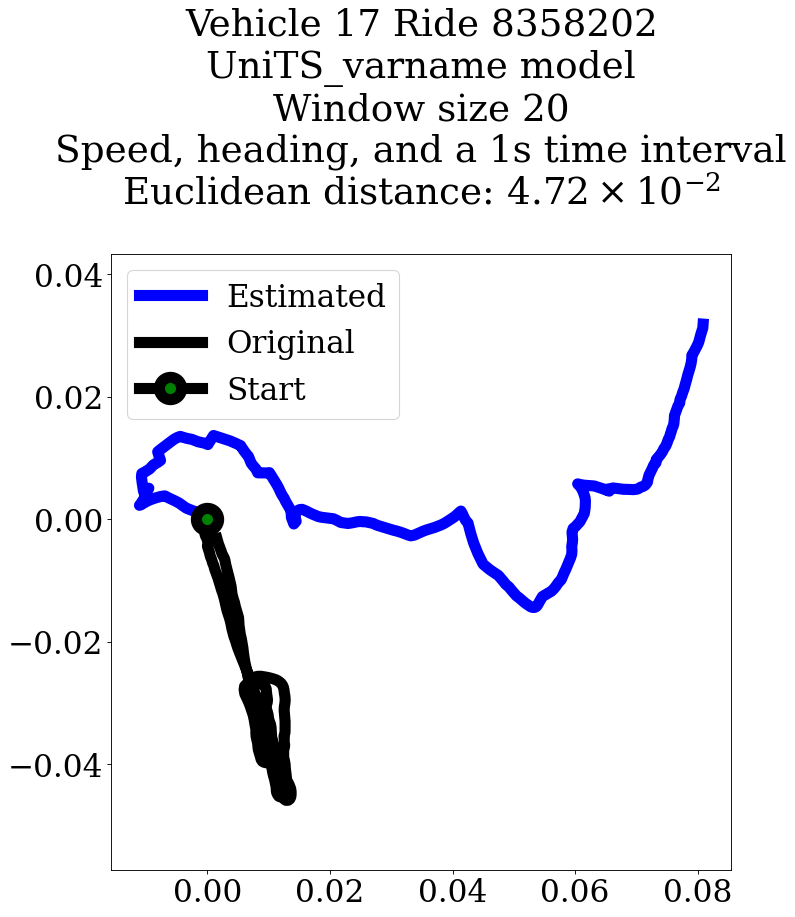 Vehicle 17 Ride 8358202
UniTS_varname model
Window size 20
Speed, heading, and a 1s time interval
Euclidean distance: 4.72 × 10⁻²
Estimated
Original
Start
0.04
0.02
0.00
−0.02
−0.04
0.00 0.02 0.04 0.06 0.08